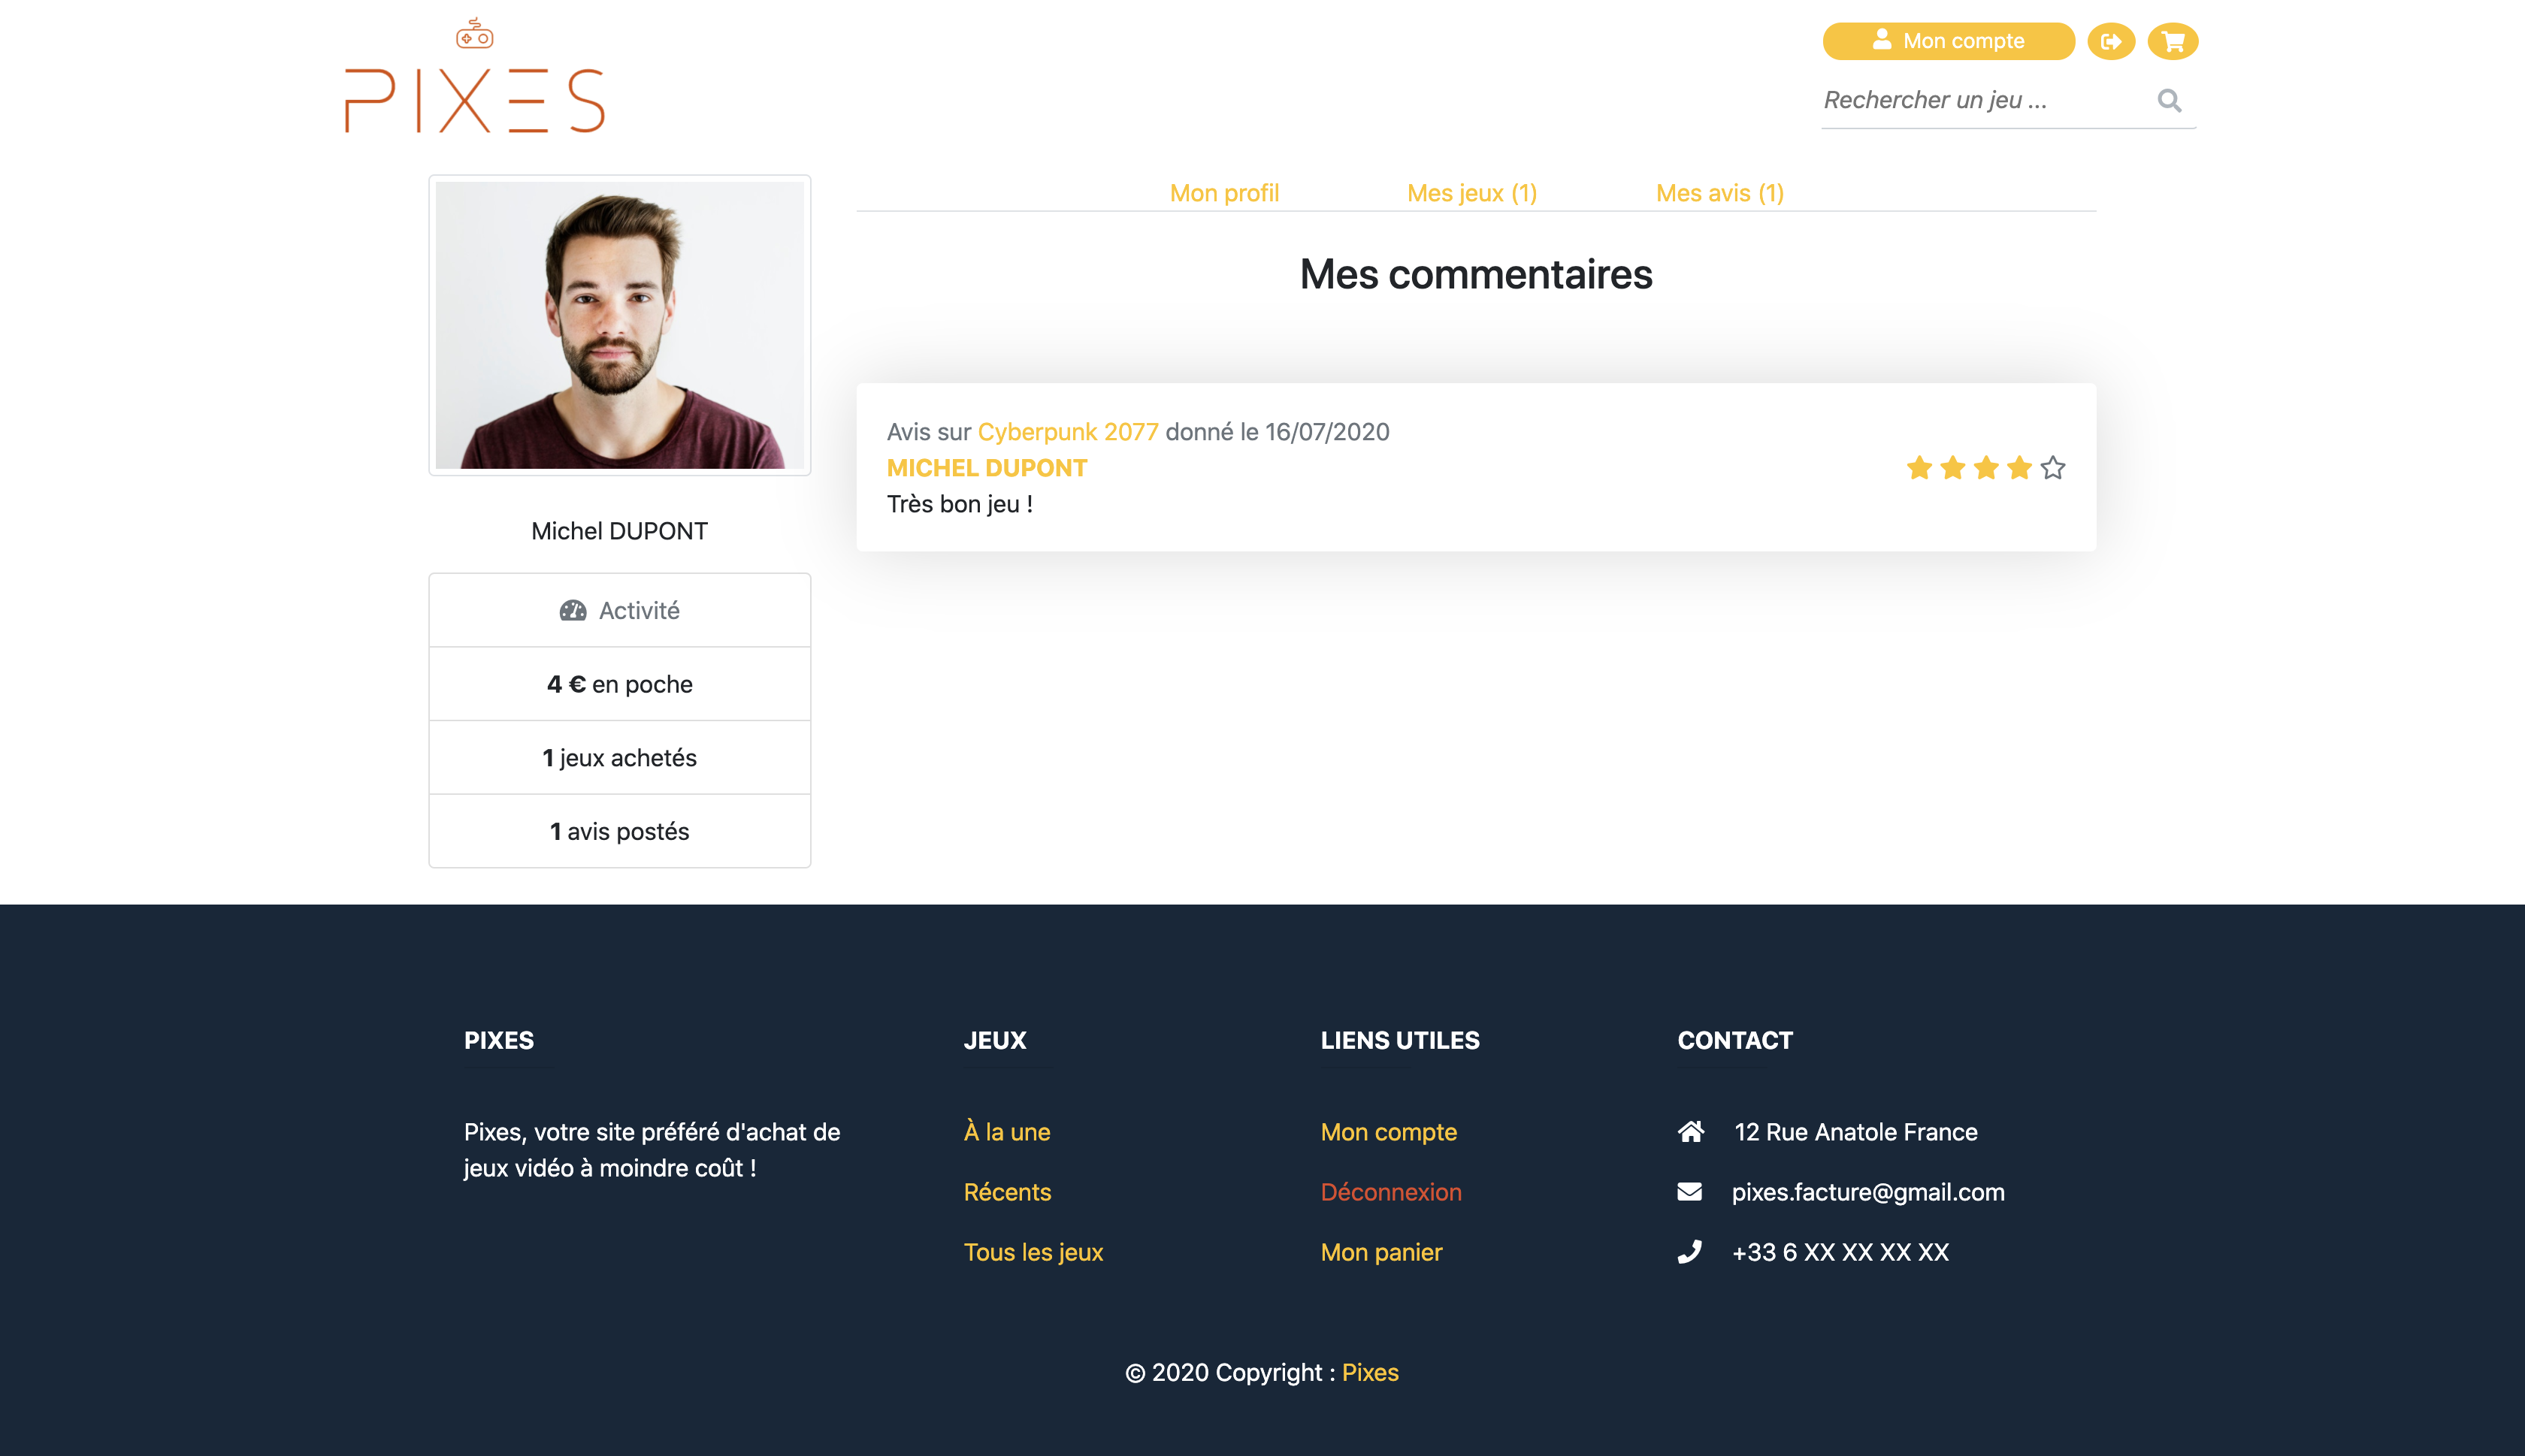 PIXES
Mon compte
Rechercher un jeu ...
Mon profil
Mes jeux (1)
Mes avis (1)
Mes commentaires
Avis sur Cyberpunk 2077 donné le 16/07/2020
MICHEL DUPONT
Très bon jeu !
Michel DUPONT
Activité
4 € en poche
1 jeux achetés
1 avis postés
PIXES
Pixes, votre site préféré d'achat de
jeux vidéo à moindre coût !
JEUX
À la une
Récents
Tous les jeux
LIENS UTILES
Mon compte
Déconnexion
Mon panier
CONTACT
12 Rue Anatole France
pixes.facture@gmail.com
+33 6 XX XX XX XX
© 2020 Copyright : Pixes